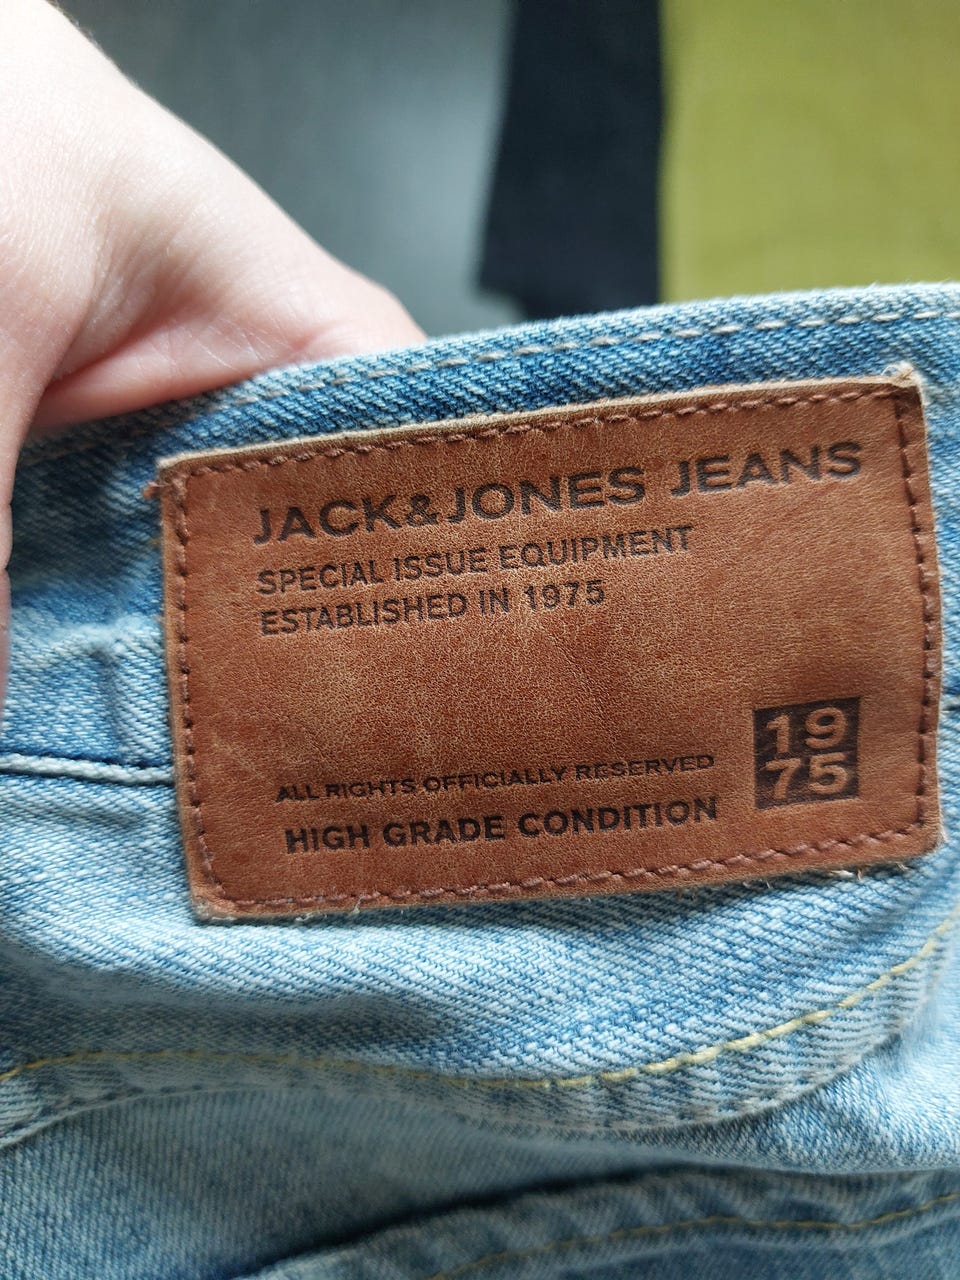 JACK&JONES JEANS
SPECIAL ISSUE EQUIPMENT
ESTABLISHED IN 1975
19
75
ALL RIGHTS OFFICIALLY RESERVED
HIGH GRADE CONDITION